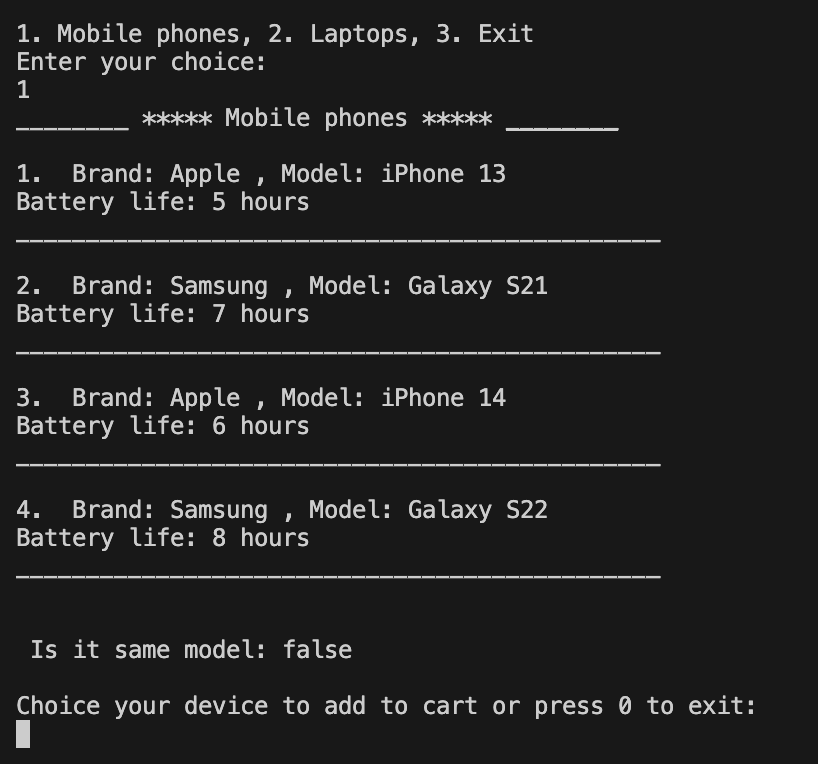 1. Mobile phones, 2. Laptops, 3. Exit
Enter your choice:
1
________ ***** Mobile phones ***** ________
1.  Brand: Apple , Model: iPhone 13
Battery life: 5 hours
______________________________________________
2.  Brand: Samsung , Model: Galaxy S21
Battery life: 7 hours
______________________________________________
3.  Brand: Apple , Model: iPhone 14
Battery life: 6 hours
______________________________________________
4.  Brand: Samsung , Model: Galaxy S22
Battery life: 8 hours
______________________________________________
 Is it same model: false
Choice your device to add to cart or press 0 to exit: